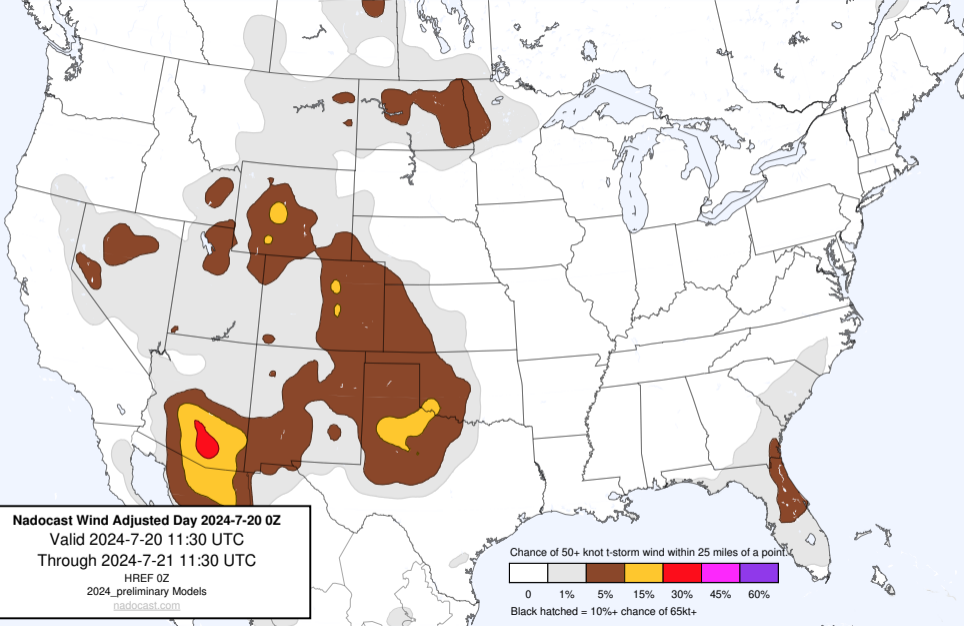 Nadocast Wind Adjusted Day 2024-7-20 0Z
Valid 2024-7-20 11:30 UTC
Through 2024-7-21 11:30 UTC
HREF 0Z
2024_preliminary Models
nadocast.com
Chance of 50+ knot t-storm wind within 25 miles of a point.
0 1% 5% 15% 30% 45% 60%
Black hatched = 10%+ chance of 65kt+